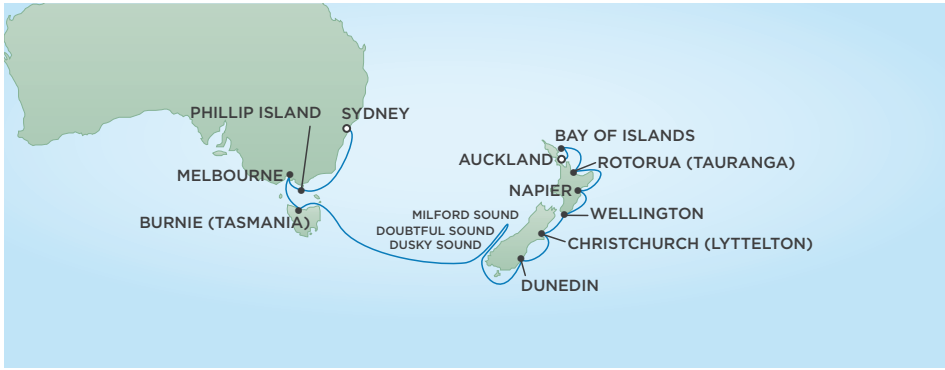 PHILLIP ISLAND
SYDNEY
MELBOURNE
BURNIE (TASMANIA)
BAY OF ISLANDS
AUCKLAND
ROTORUA (TAURANGA)
NAPIER
WELLINGTON
MILFORD SOUND
DOUBTFUL SOUND
DUSKY SOUND
CHRISTCHURCH (LYTTELTON)
DUNEDIN